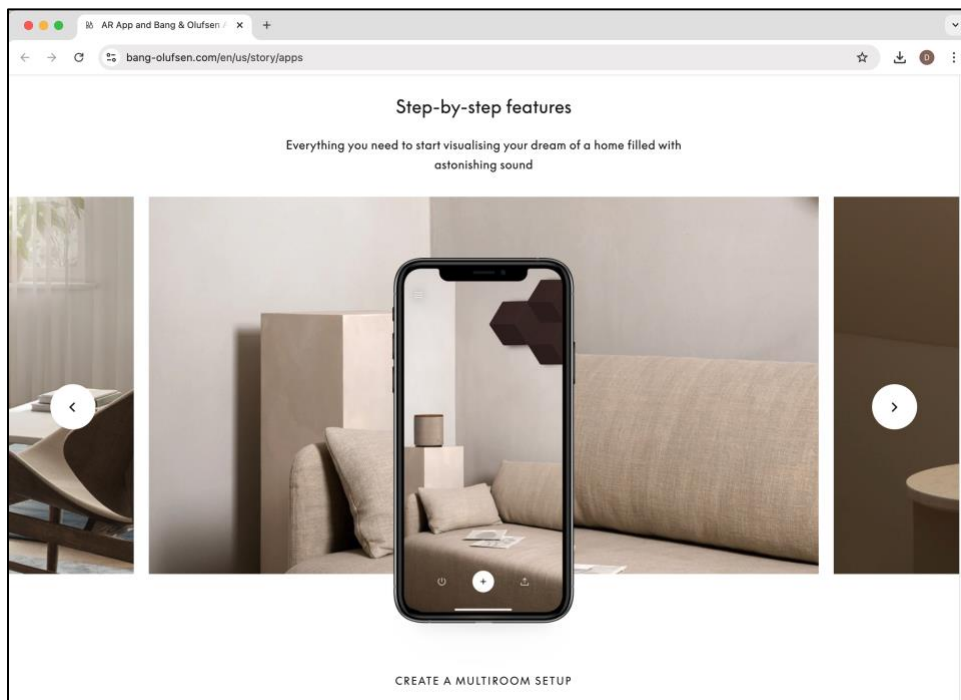 AR App and Bang & Olufsen A
bang-olufsen.com/en/us/story/apps
D
Step-by-step features
Everything you need to start visualising your dream of a home filled with
astonishing sound
CREATE A MULTIROOM SETUP